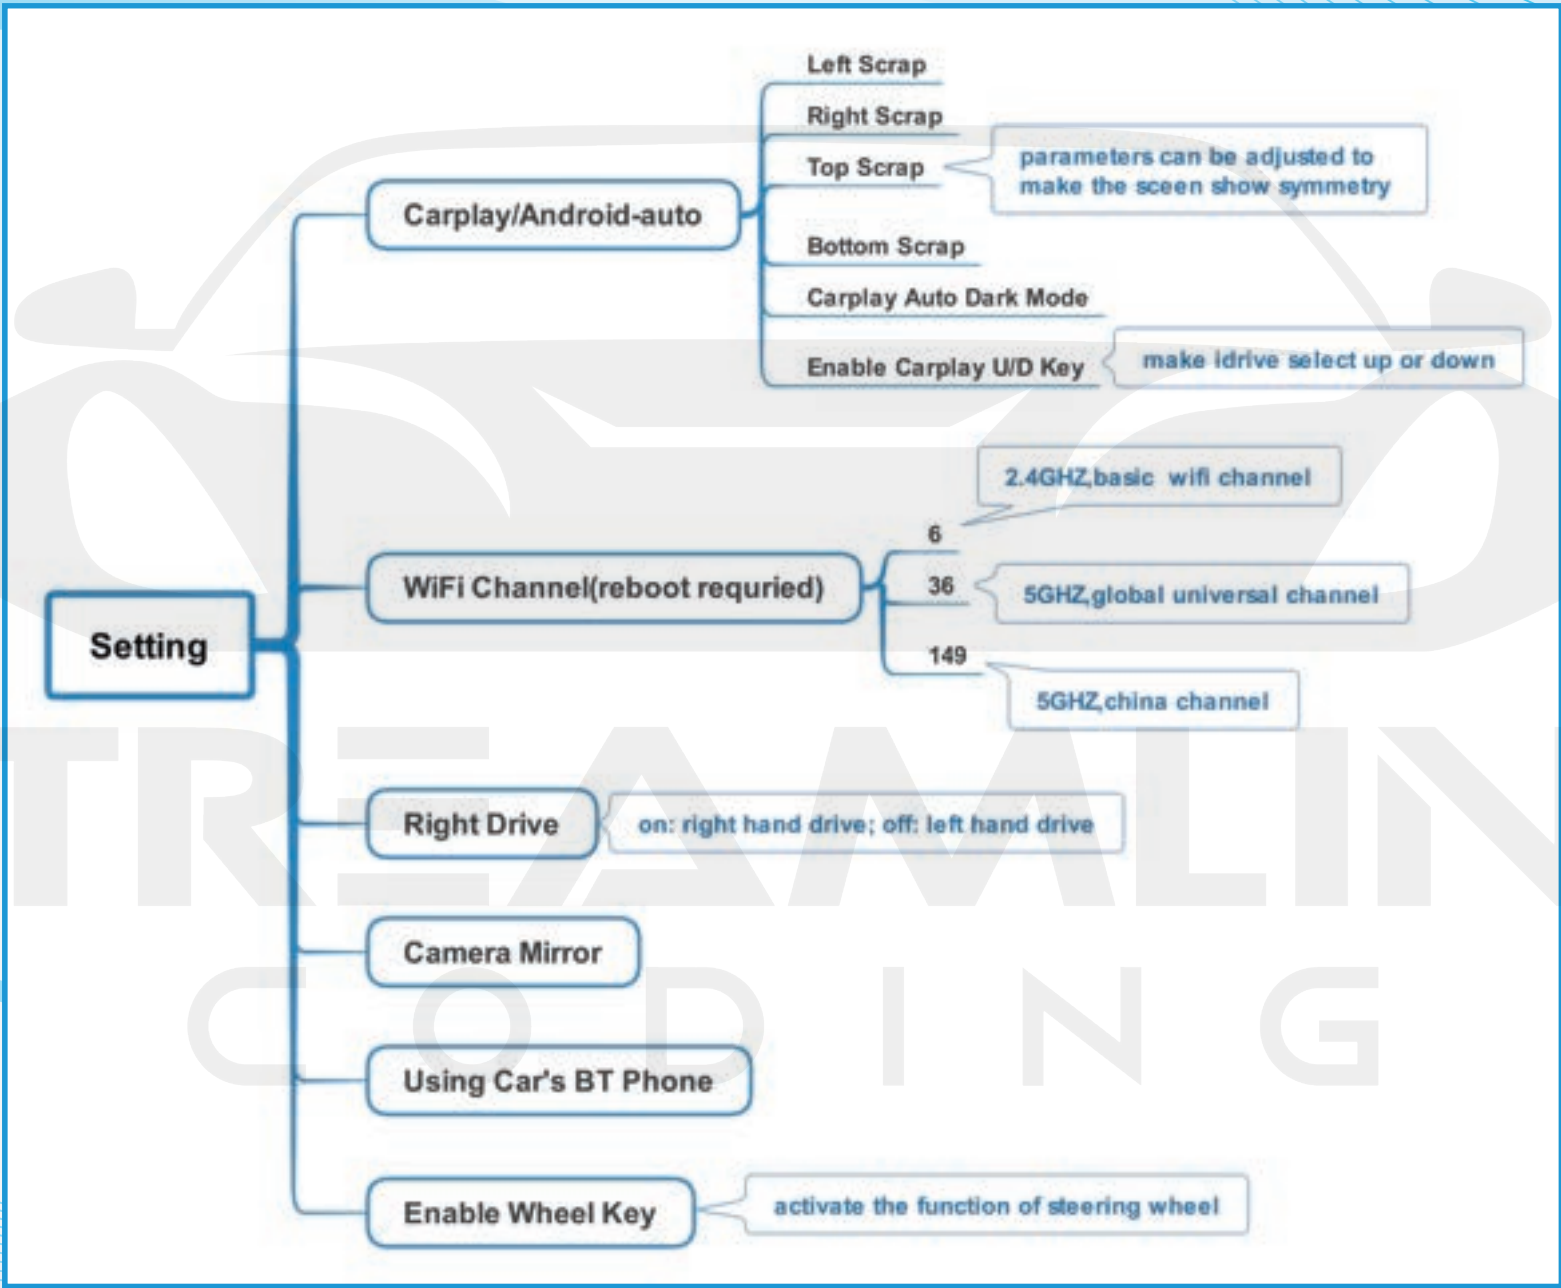 Left Scrap
Right Scrap
Top Scrap
parameters can be adjusted to
make the sceen show symmetry
Carplay/Android-auto
Bottom Scrap
Carplay Auto Dark Mode
Enable Carplay U/D Key
make idrive select up or down
2.4GHZ,basic wifi channel
6
WiFi Channel(reboot requried)
36
5GHZ,global universal channel
149
5GHZ,china channel
Setting
Right Drive
on: right hand drive; off: left hand drive
TREAMLIN
Camera Mirror
CODING
Using Car's BT Phone
Enable Wheel Key
activate the function of steering wheel